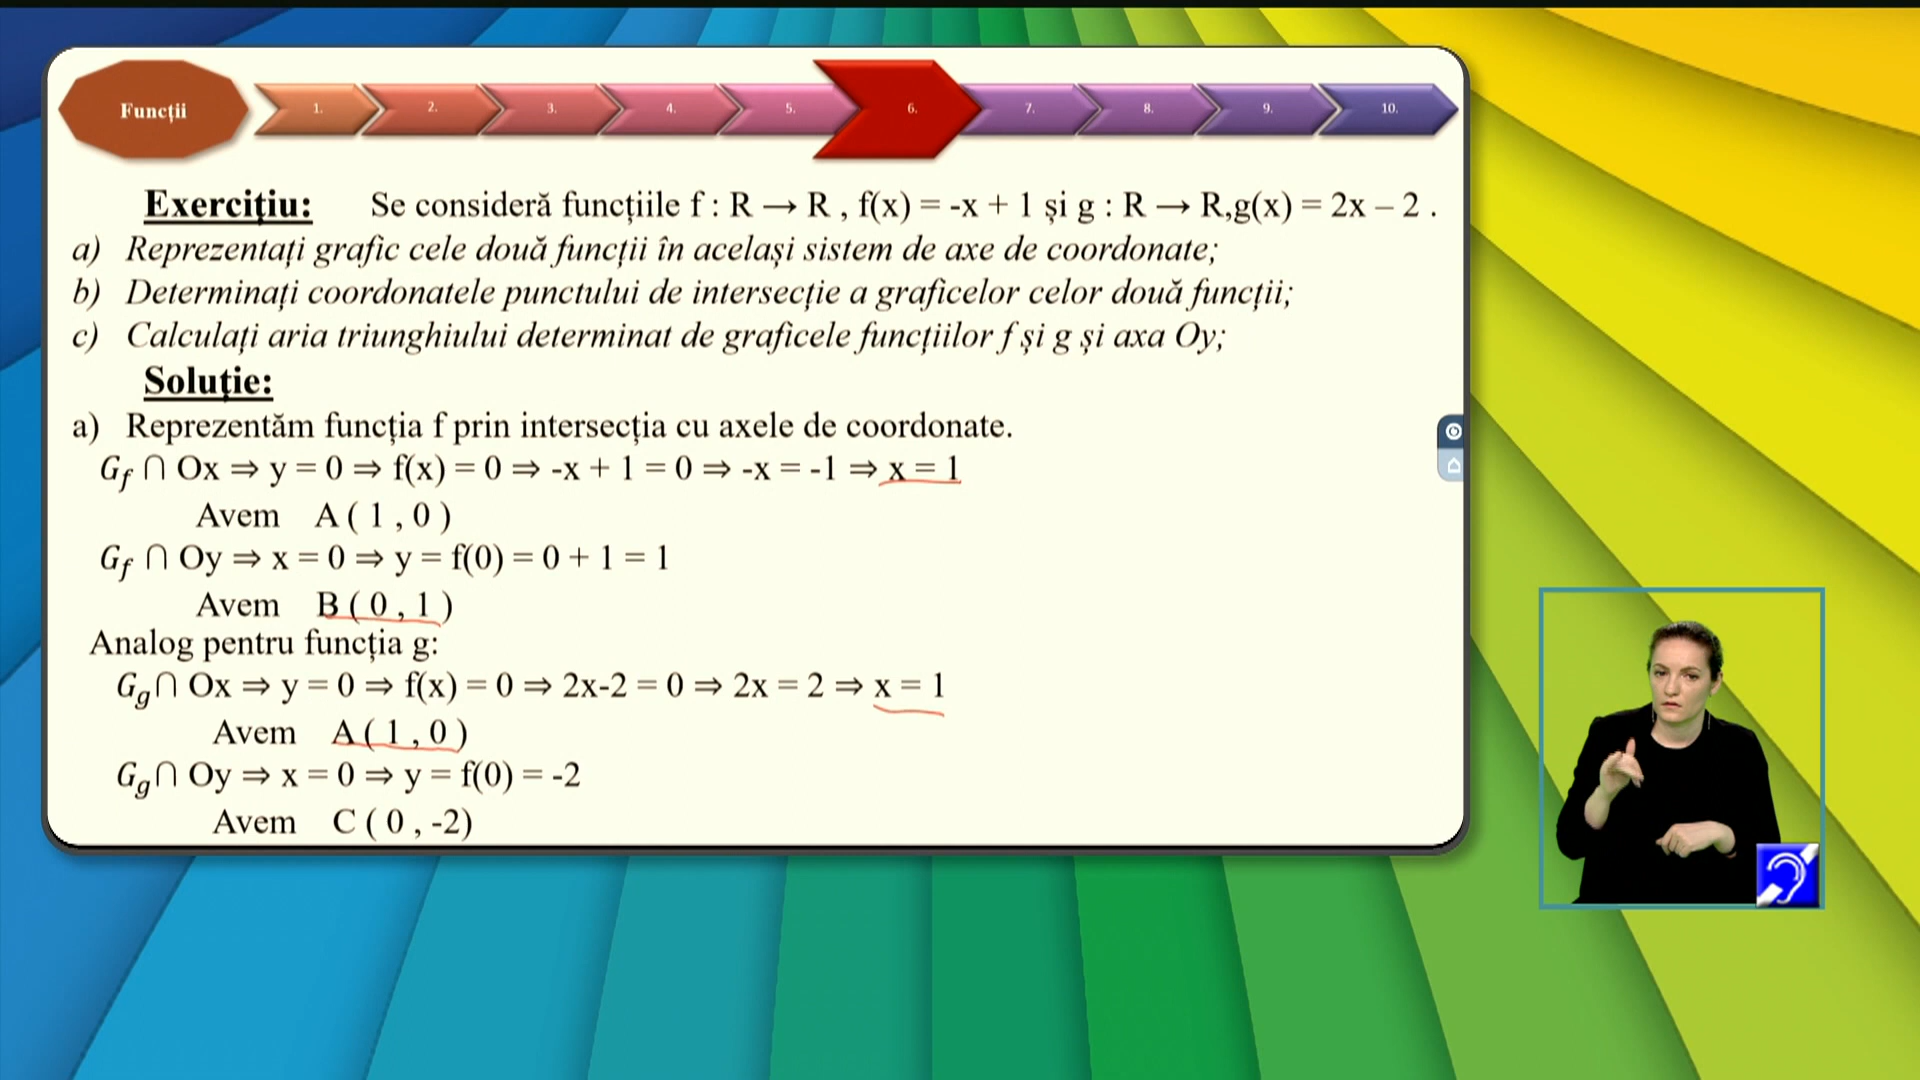 Funcții
1. 2. 3. 4. 5. 6. 7. 8. 9. 10.
Exercițiu: Se consideră funcțiile f : R → R , f(x) = -x + 1 și g : R → R,g(x) = 2x – 2 .
a) Reprezentați grafic cele două funcții în același sistem de axe de coordonate;
b) Determinați coordonatele punctului de intersecție a graficelor celor două funcții;
c) Calculați aria triunghiului determinat de graficele funcțiilor f și g și axa Oy;
Soluție:
a) Reprezentăm funcția f prin intersecția cu axele de coordonate.
G_f ∩ Ox ⇒ y = 0 ⇒ f(x) = 0 ⇒ -x + 1 = 0 ⇒ -x = -1 ⇒ x = 1
Avem A ( 1 , 0 )
G_f ∩ Oy ⇒ x = 0 ⇒ y = f(0) = 0 + 1 = 1
Avem B ( 0 , 1 )
Analog pentru funcția g:
G_g ∩ Ox ⇒ y = 0 ⇒ f(x) = 0 ⇒ 2x-2 = 0 ⇒ 2x = 2 ⇒ x = 1
Avem A ( 1 , 0 )
G_g ∩ Oy ⇒ x = 0 ⇒ y = f(0) = -2
Avem C ( 0 , -2)